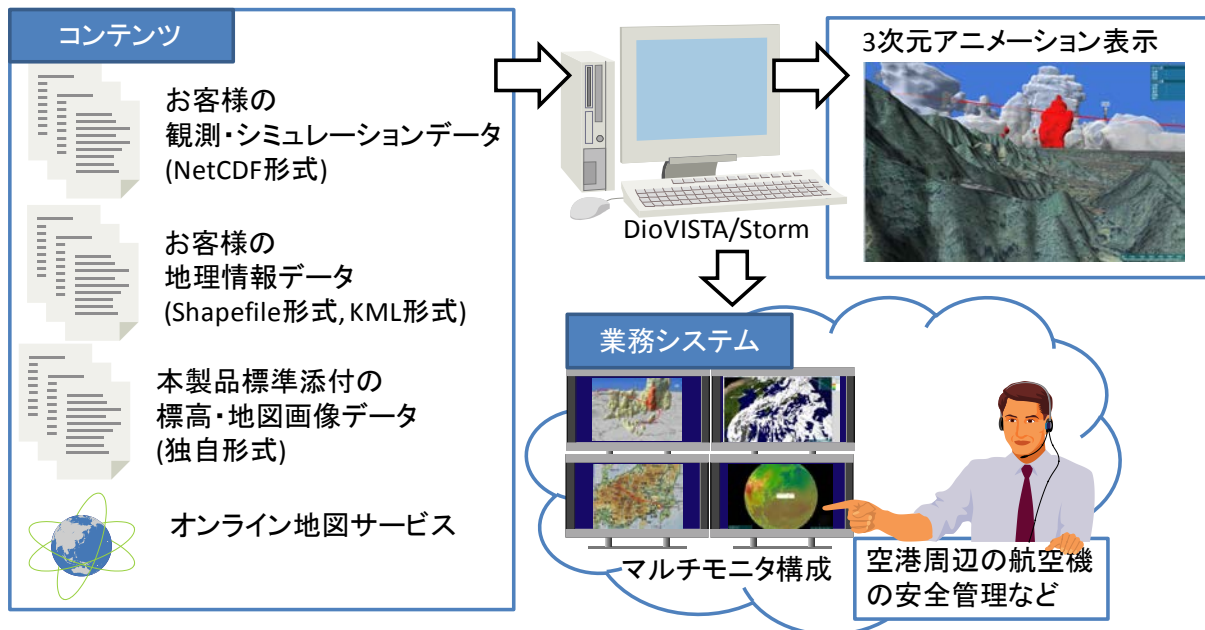 コンテンツ
お客様の
観測・シミュレーションデータ
(NetCDF形式)
お客様の
地理情報データ
(Shapefile形式, KML形式)
本製品標準添付の
標高・地図画像データ
(独自形式)
オンライン地図サービス
DioVISTA/Storm
3次元アニメーション表示
業務システム
マルチモニタ構成
空港周辺の航空機
の安全管理など